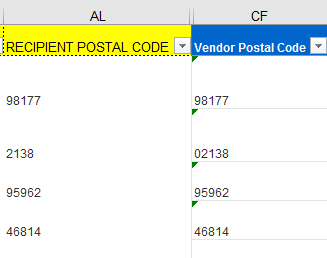 AL CF
RECIPIENT POSTAL CODE Vendor Postal Code
98177 98177
2138 02138
95962 95962
46814 46814